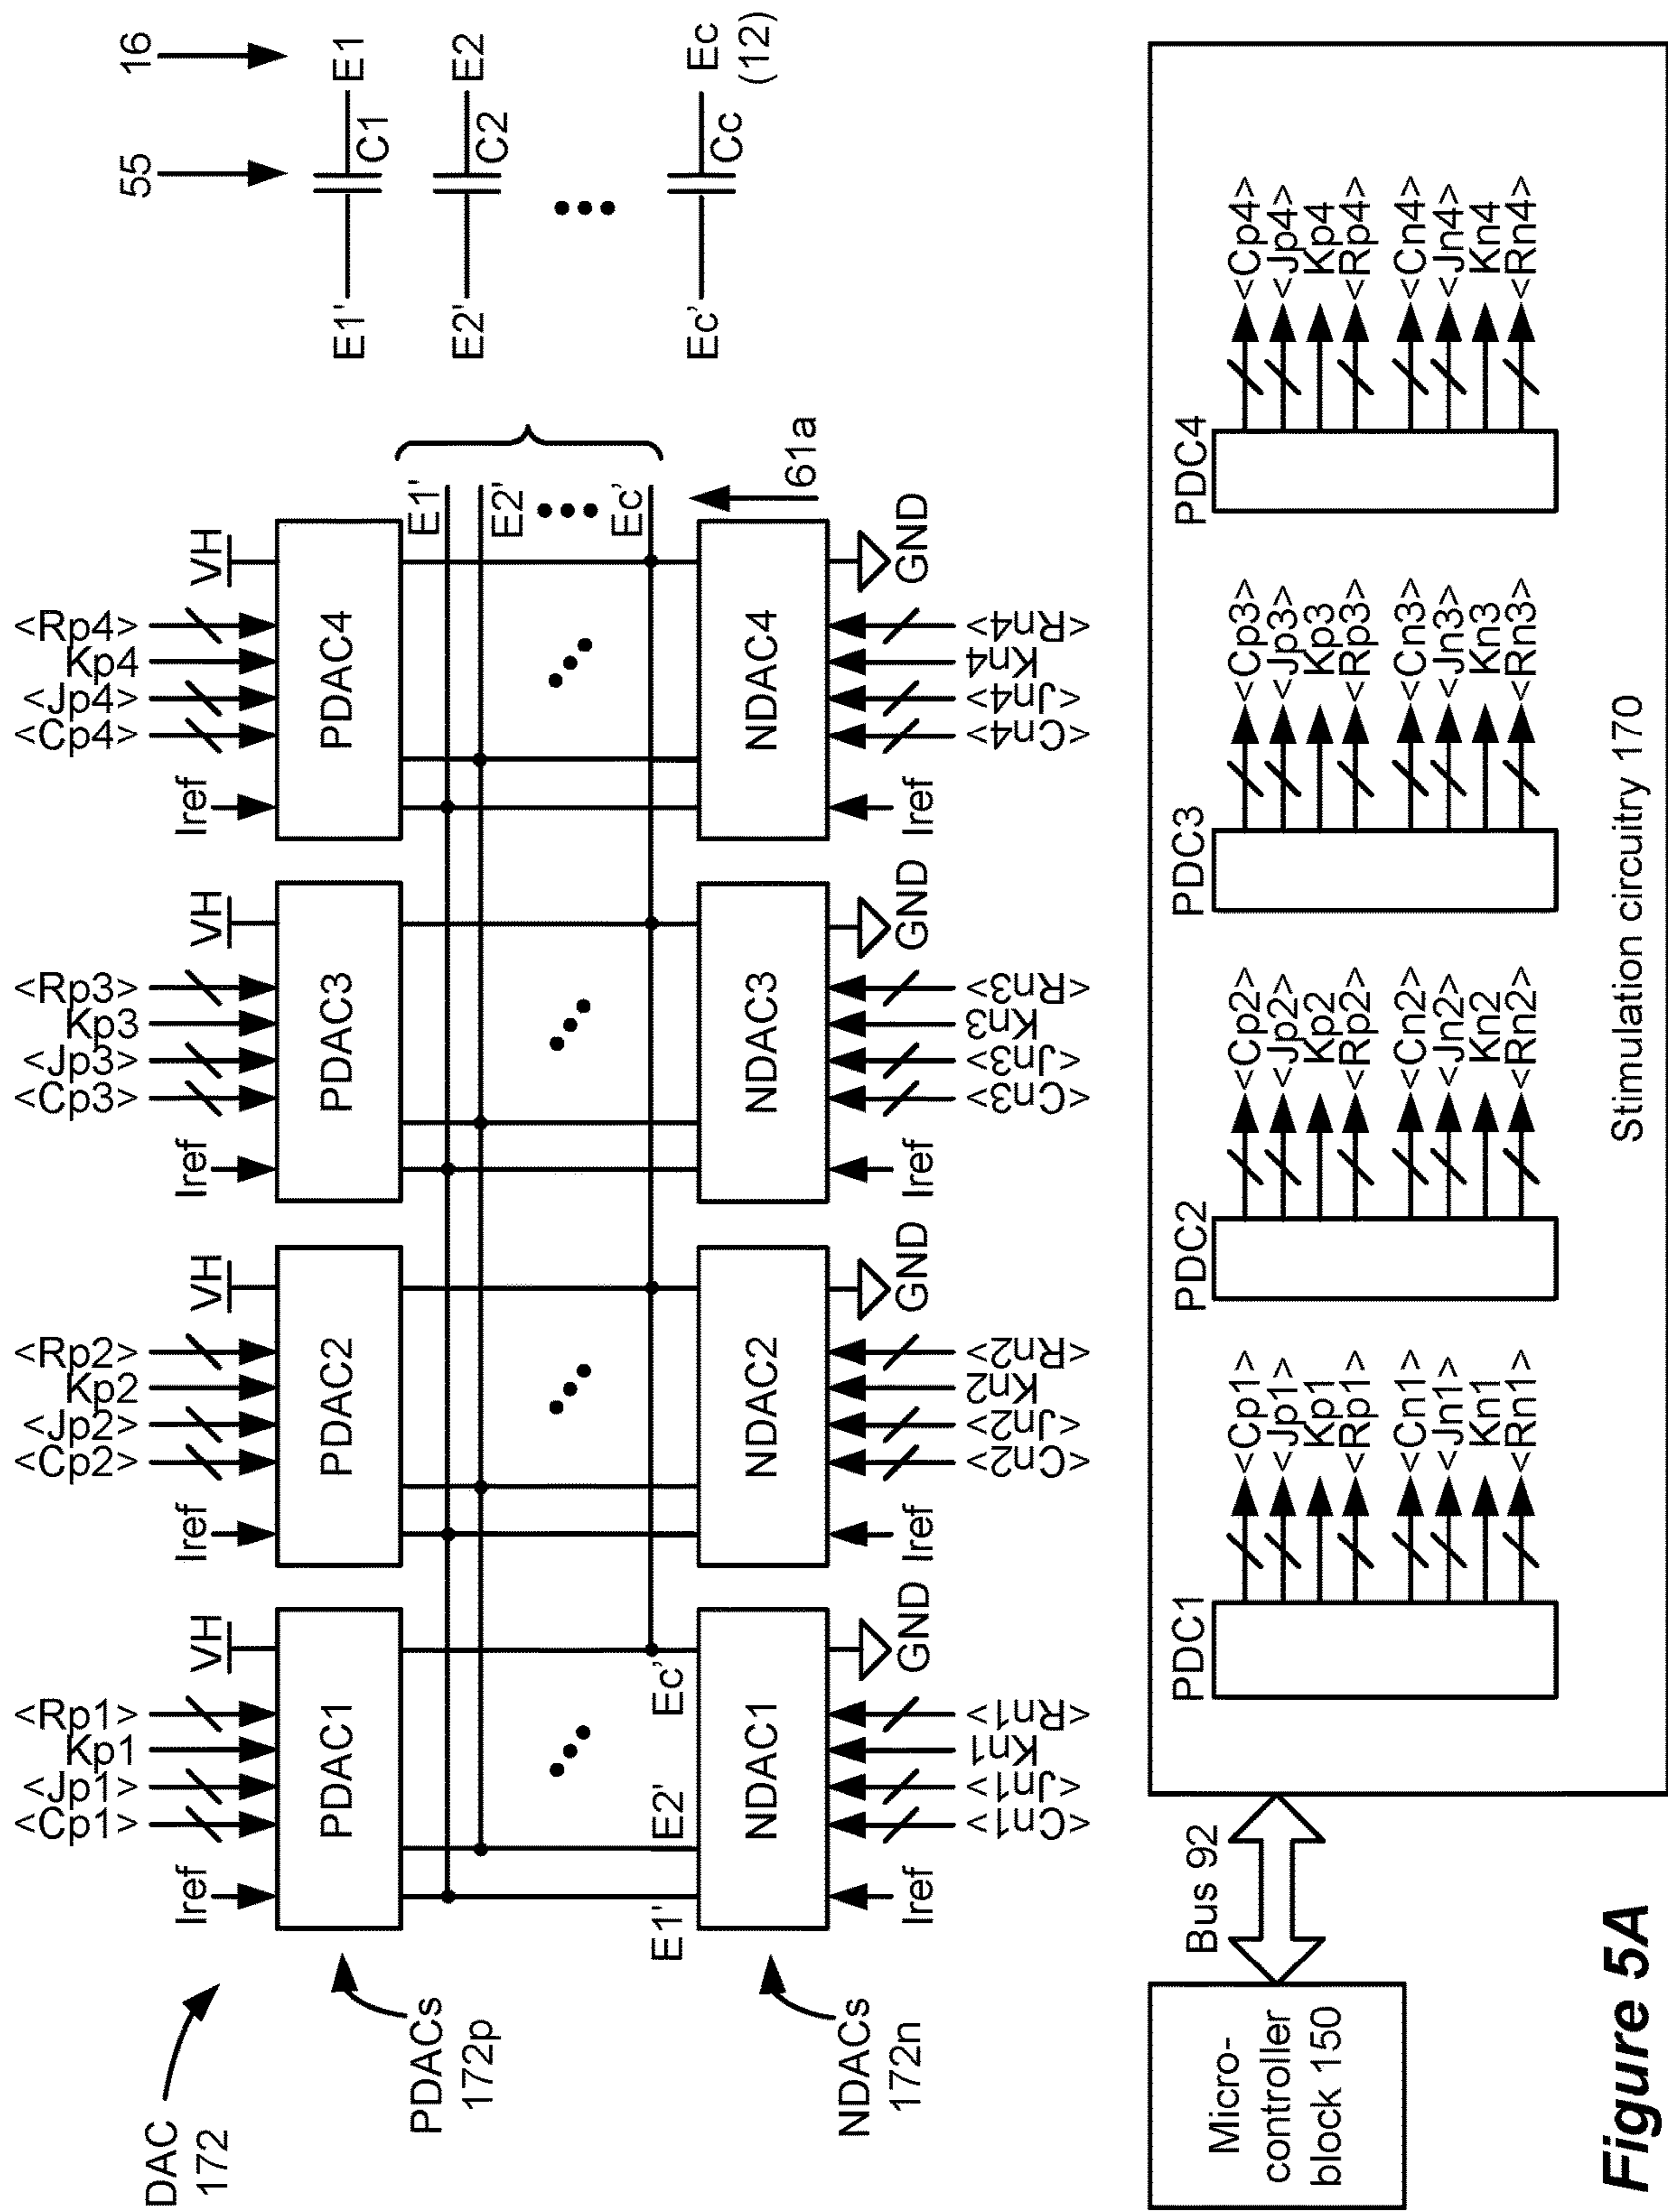 DAC
172
PDACs
172p
NDACs
172n
<Cp1>
<Jp1>
Kp1
<Rp1>
Iref
VH
PDAC1
<Cp2>
<Jp2>
Kp2
<Rp2>
Iref
VH
PDAC2
<Cp3>
<Jp3>
Kp3
<Rp3>
Iref
VH
PDAC3
<Cp4>
<Jp4>
Kp4
<Rp4>
Iref
VH
PDAC4
E1'
E2'
Ec'
E1'
E2'
Ec'
61a
NDAC1
Iref
<Cn1>
<Jn1>
Kn1
<Rn1>
GND
NDAC2
Iref
<Cn2>
<Jn2>
Kn2
<Rn2>
GND
NDAC3
Iref
<Cn3>
<Jn3>
Kn3
<Rn3>
GND
NDAC4
Iref
<Cn4>
<Jn4>
Kn4
<Rn4>
GND
55
16
E1'
C1
E1
E2'
C2
E2
Ec'
Cc
Ec
(12)
Micro-
controller
block 150
Bus 92
PDC1
<Cp1>
<Jp1>
Kp1
<Rp1>
<Cn1>
<Jn1>
Kn1
<Rn1>
PDC2
<Cp2>
<Jp2>
Kp2
<Rp2>
<Cn2>
<Jn2>
Kn2
<Rn2>
PDC3
<Cp3>
<Jp3>
Kp3
<Rp3>
<Cn3>
<Jn3>
Kn3
<Rn3>
PDC4
<Cp4>
<Jp4>
Kp4
<Rp4>
<Cn4>
<Jn4>
Kn4
<Rn4>
Stimulation circuitry 170
Figure 5A